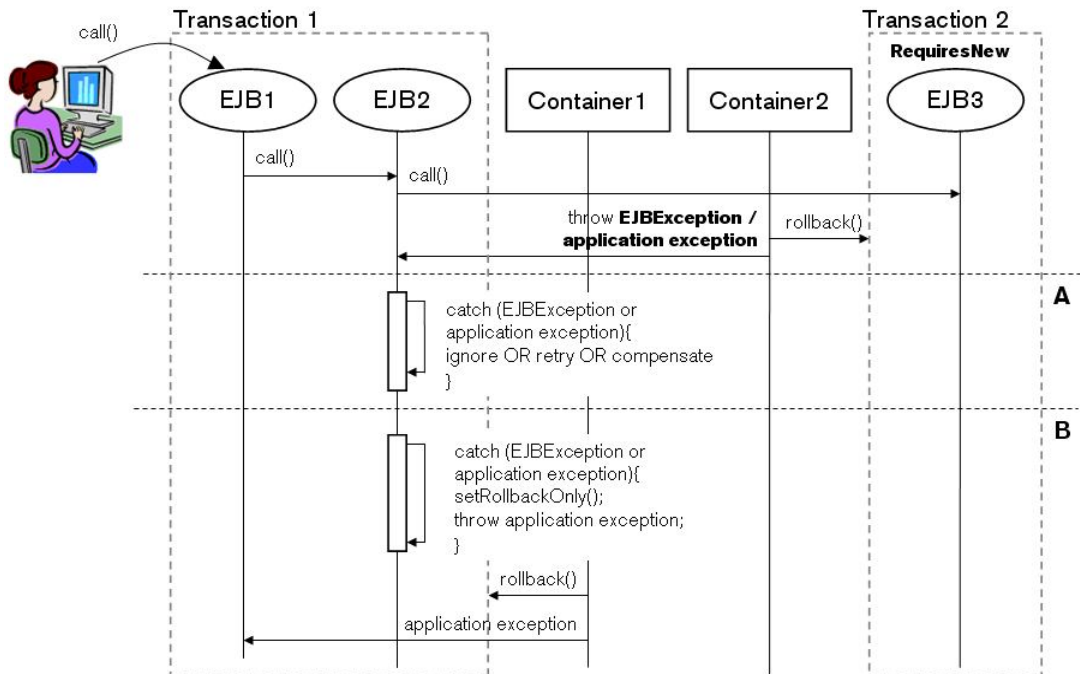 Transaction 1
Transaction 2
call()
RequiresNew
EJB1
EJB2
Container1
Container2
EJB3
call()
call()
throw EJBException /
application exception
rollback()
A
catch (EJBException or
application exception){
ignore OR retry OR compensate
}
B
catch (EJBException or
application exception){
setRollbackOnly();
throw application exception;
}
rollback()
application exception